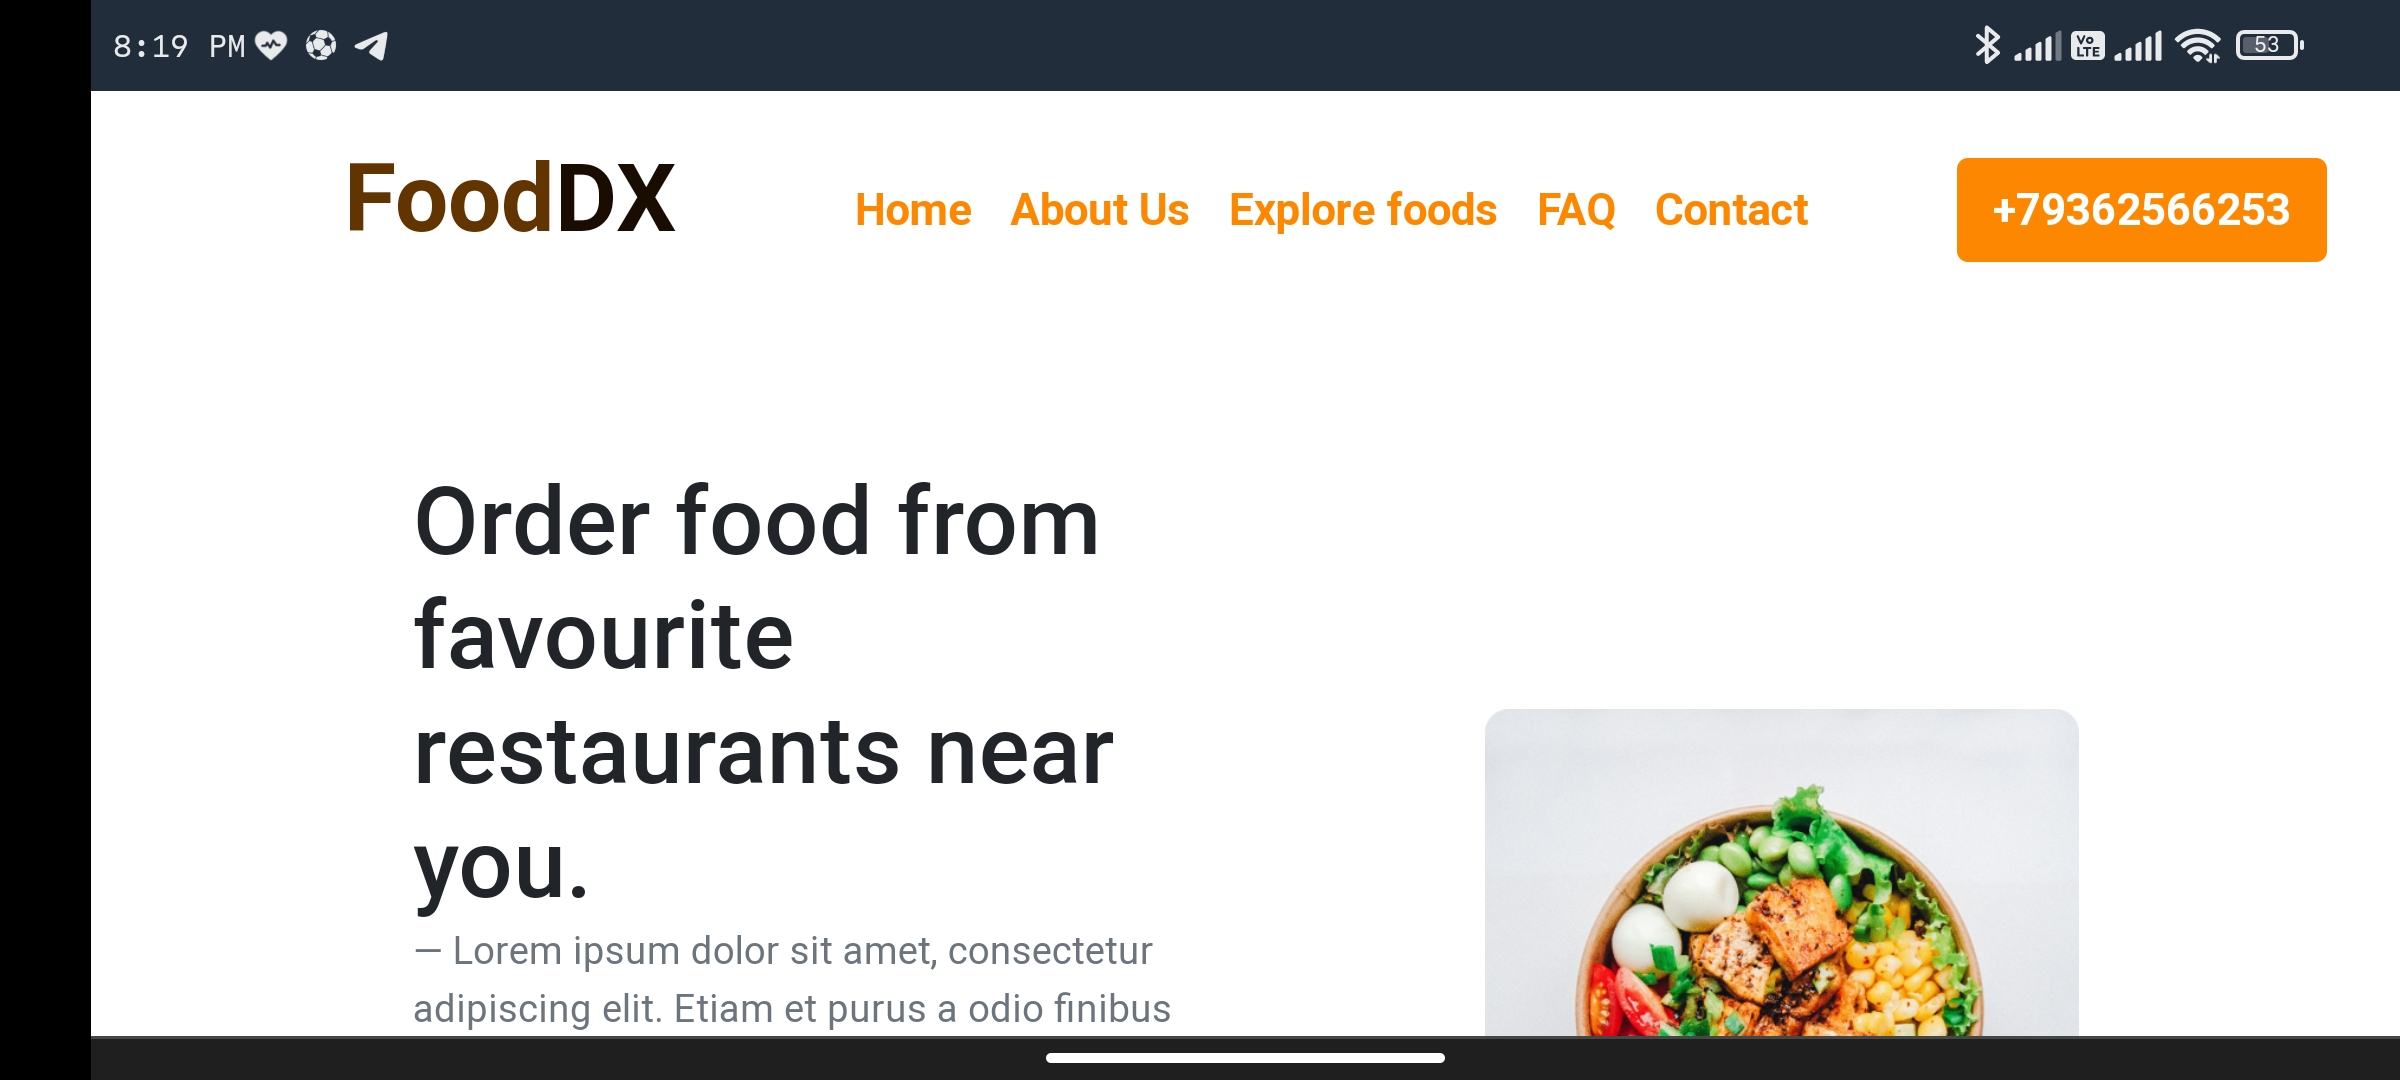 8:19 PM
Vo
LTE
53
FoodDX
Home About Us Explore foods FAQ Contact
+79362566253
Order food from
favourite
restaurants near
you.
— Lorem ipsum dolor sit amet, consectetur
adipiscing elit. Etiam et purus a odio finibus